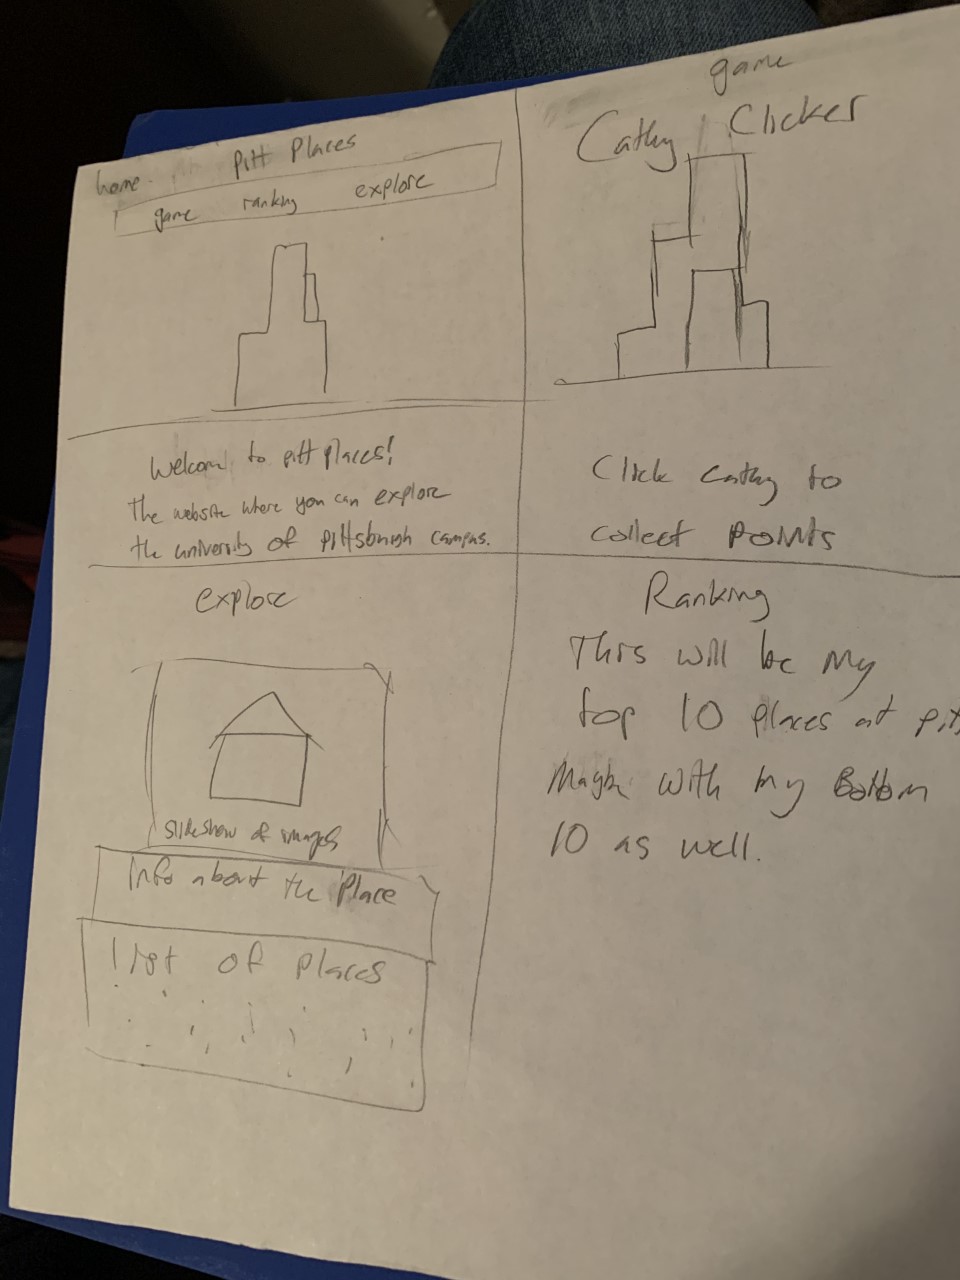 home
Pitt Places
game ranking explore
Welcom to pitt places!
The website where you can explore
the university of Pittsburgh campus.
game
Cathy Clicker
Click cathy to
collect points
explore
slideshow of images
Info about the Place
list of places
Ranking
This will be my
top 10 places at pitt
Maybe with my Bottom
10 as well.